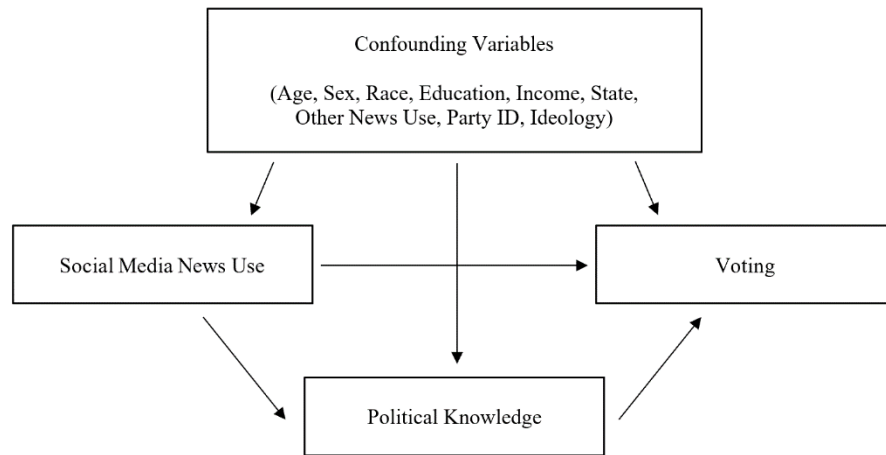 Confounding Variables
(Age, Sex, Race, Education, Income, State,
Other News Use, Party ID, Ideology)
Social Media News Use
Voting
Political Knowledge